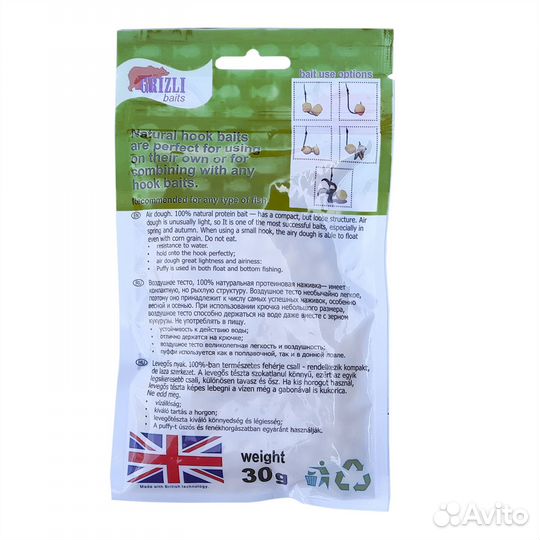 GRIZLI
baits
bait use options
Natural hook baits
are perfect for using
on their own or for
combining with any
hook baits.
Recommended for any type of fish
EN Air dough. 100% natural protein bait — has a compact, but loose structure. Air
dough is unusually light, so It is one of the most successful baits, especially in
spring and autumn. When using a small hook, the airy dough is able to float
even with corn grain. Do not eat.
• resistance to water.
• hold onto the hook perfectly;
• air dough great lightness and airiness:
• Puffy is used in both float and bottom fishing.
RU Воздушное тесто, 100% натуральная протеиновая наживка— имеет
компактную, но рыхлую структуру. Воздушное тесто необычайно легкое,
поэтому оно принадлежит к числу самых успешных наживок, особенно
весной и осенью. При использовании крючка небольшого размера,
воздушное тесто способно держаться на воде даже вместе с зерном
кукурузы. Не употреблять в пищу.
• устойчивость к действию воды;
• отлично держатся на крючке;
• воздушное тесто великолепная легкость и воздушность;
• пуффи используется как в поплавочной, так и в донной ловле.
HU Levegős nyak. 100%-ban természetes fehérje csali - rendelkezik kompakt,
de laza szerkezet. A levegős tészta szokatlanul könnyű, ezért az egyik
legsikeresebb csali, különösen tavasz és ősz. Ha kis horogot használ,
levegős tészta képes lebegni a vízen még a gabonával is kukorica.
Ne edd meg.
• vízállóság;
• kiváló tartás a horgon;
• levegőtészta kiváló könnyedség és légiesség;
• A puffy-t úszós és fenékhorgászatban egyaránt használják.
Made with British technology.
weight
30g
Avito